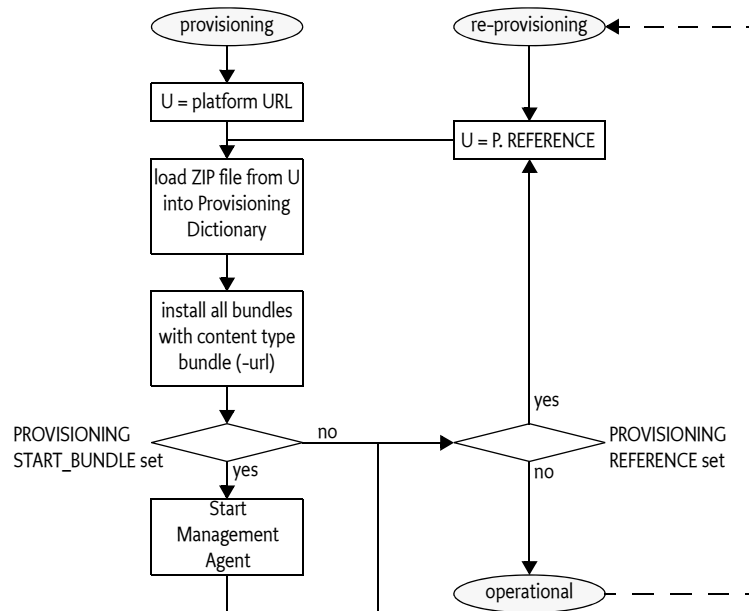 provisioning
re-provisioning
U = platform URL
U = P. REFERENCE
load ZIP file from U
into Provisioning
Dictionary
install all bundles
with content type
bundle (-url)
yes
PROVISIONING
START_BUNDLE set
no
PROVISIONING
REFERENCE set
yes
no
Start
Management
Agent
operational